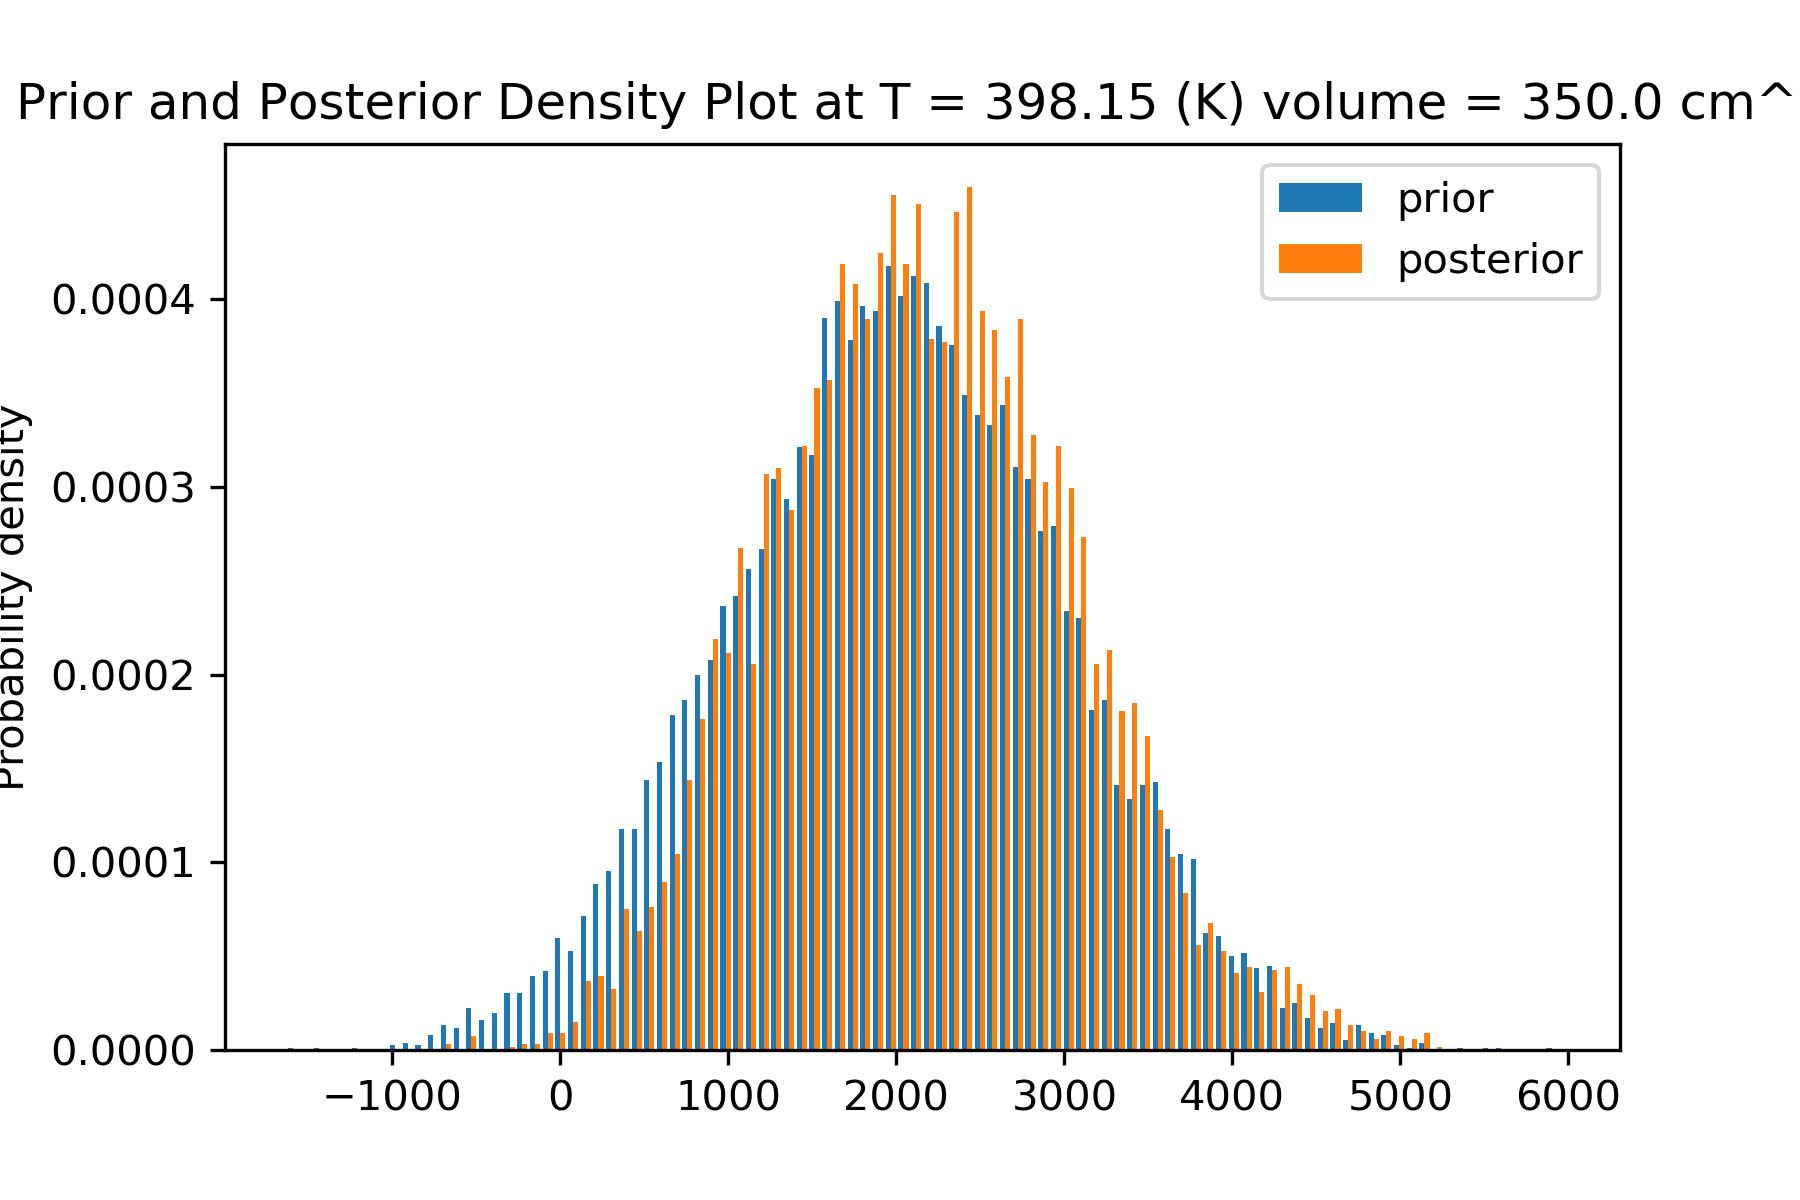 Prior and Posterior Density Plot at T = 398.15 (K) volume = 350.0 cm^
prior
posterior
Probability density
0.0004
0.0003
0.0002
0.0001
0.0000
−1000 0 1000 2000 3000 4000 5000 6000